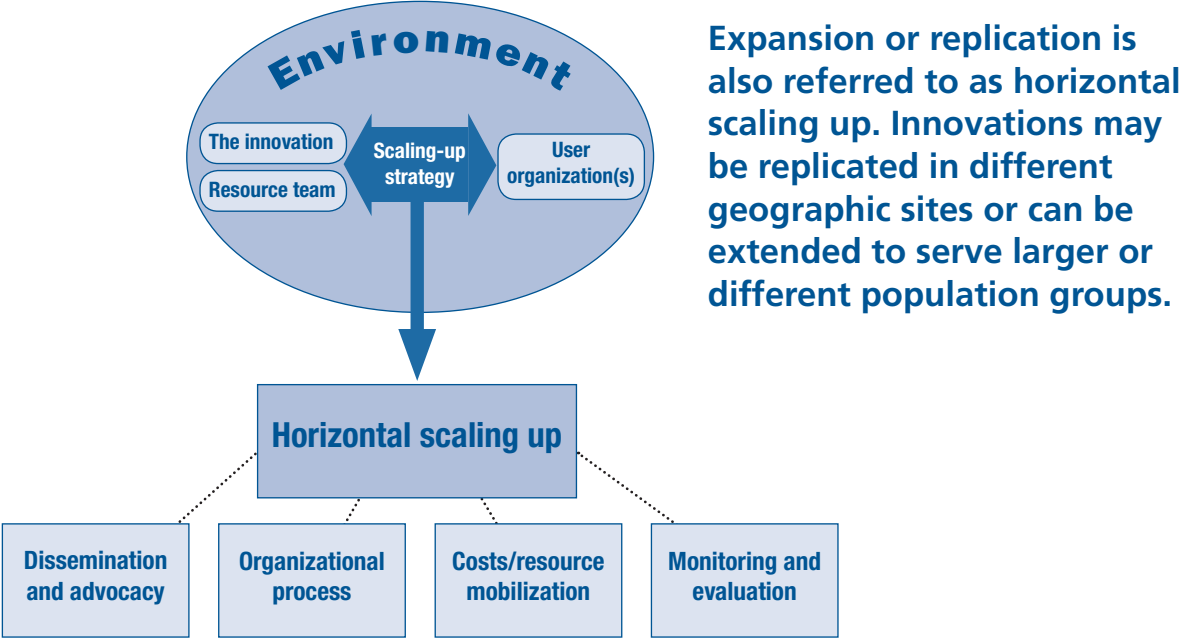 Environment
The innovation
Resource team
Scaling-up
strategy
User
organization(s)
Expansion or replication is
also referred to as horizontal
scaling up. Innovations may
be replicated in different
geographic sites or can be
extended to serve larger or
different population groups.
Horizontal scaling up
Dissemination
and advocacy
Organizational
process
Costs/resource
mobilization
Monitoring and
evaluation